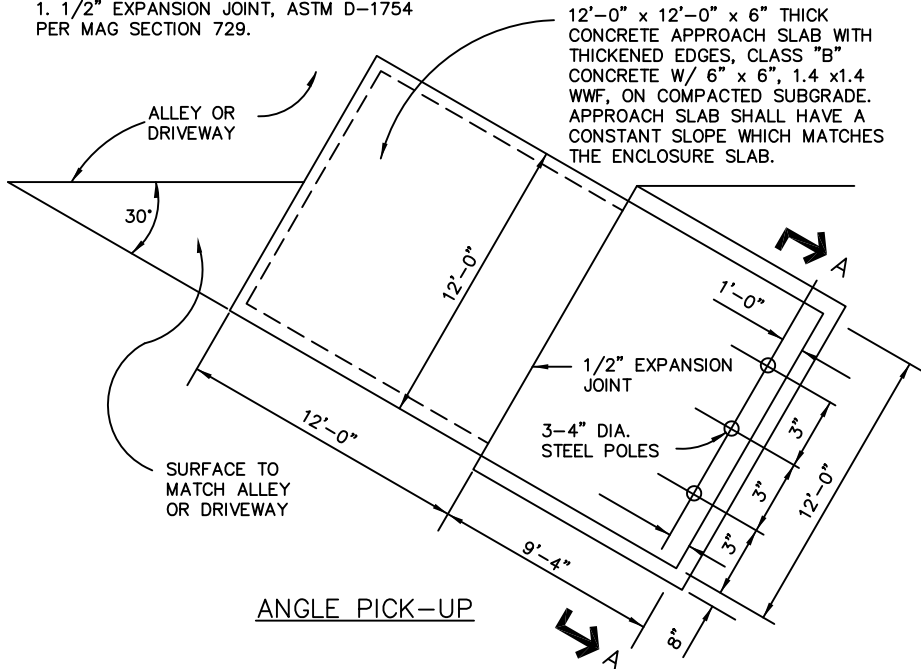 1. 1/2" EXPANSION JOINT, ASTM D-1754
PER MAG SECTION 729.
12'-0" x 12'-0" x 6" THICK
CONCRETE APPROACH SLAB WITH
THICKENED EDGES, CLASS "B"
CONCRETE W/ 6" x 6", 1.4 x1.4
WWF, ON COMPACTED SUBGRADE.
APPROACH SLAB SHALL HAVE A
CONSTANT SLOPE WHICH MATCHES
THE ENCLOSURE SLAB.
ALLEY OR
DRIVEWAY
30°
12'-0"
A
1'-0"
1/2" EXPANSION
JOINT
3-4" DIA.
STEEL POLES
12'-0"
3"
3"
3"
12'-0"
SURFACE TO
MATCH ALLEY
OR DRIVEWAY
9'-4"
8"
ANGLE PICK-UP
A